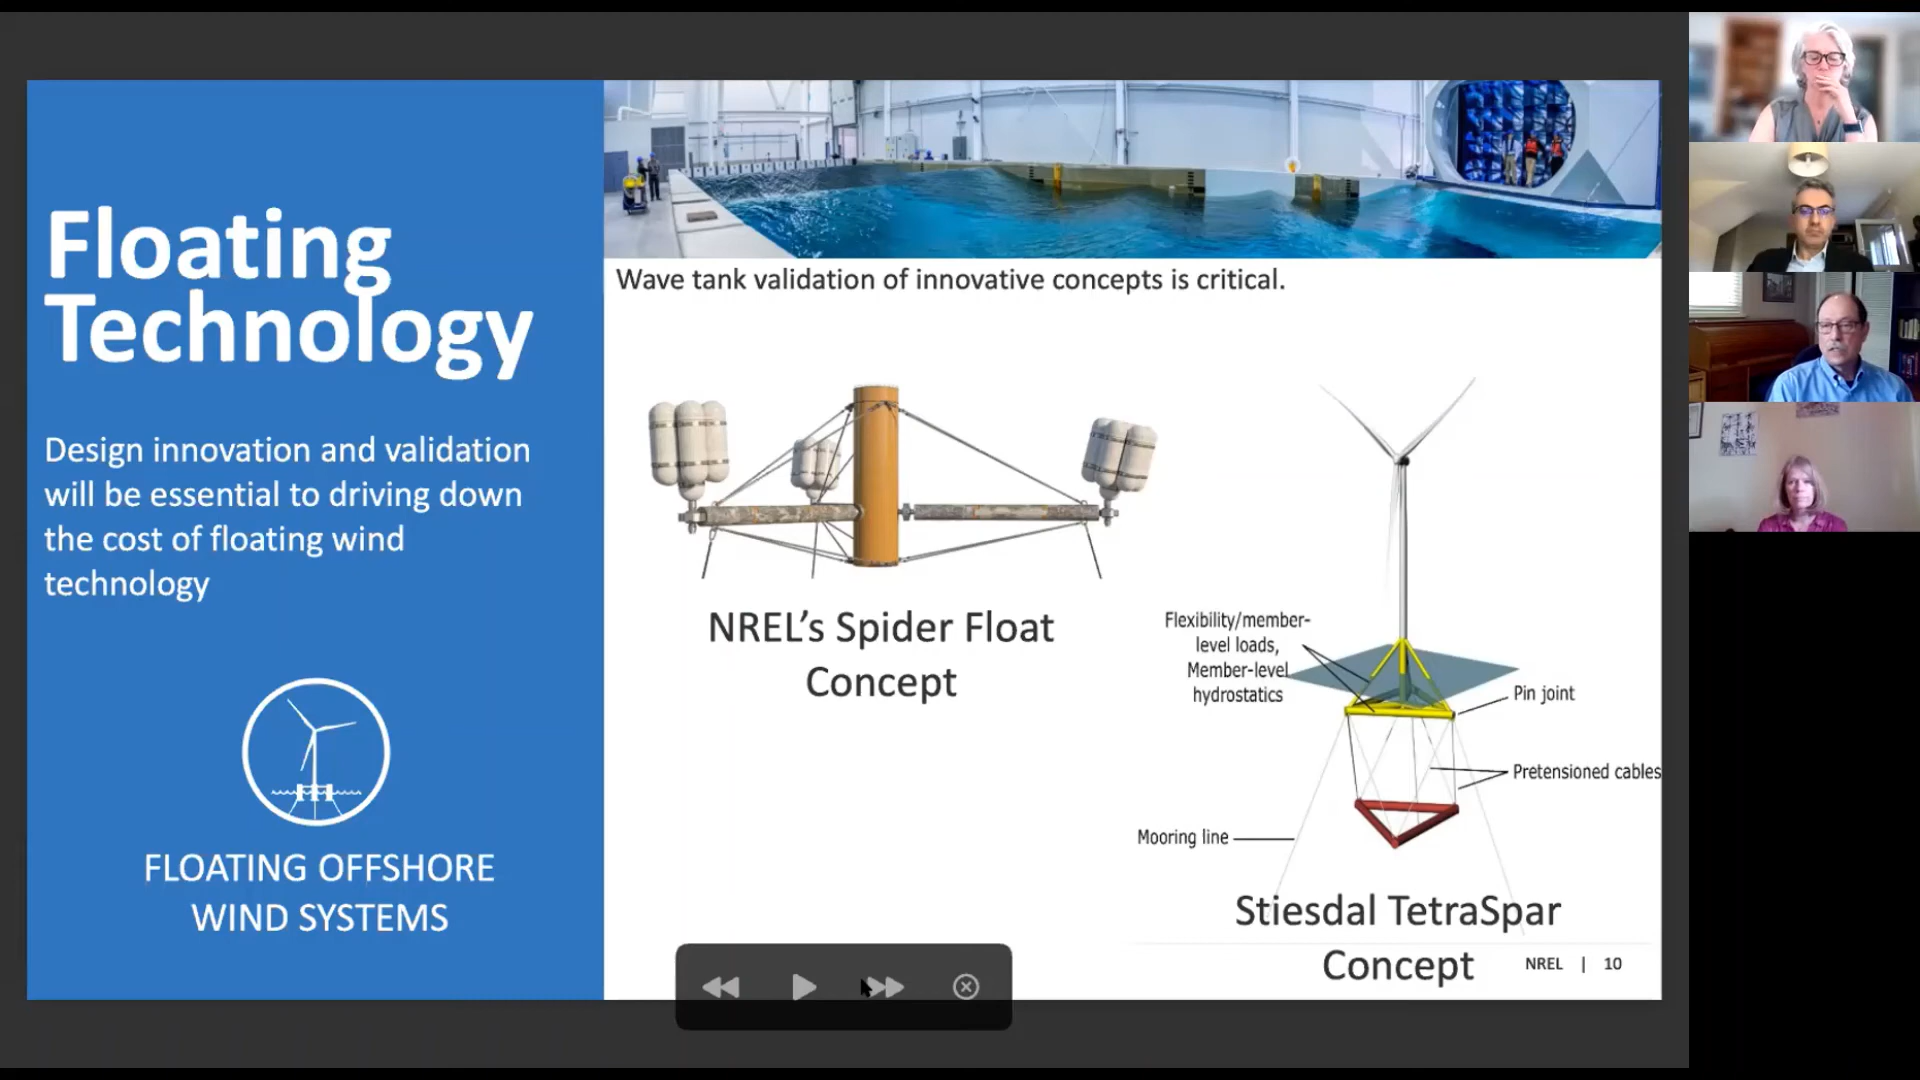 Floating
Technology
Design innovation and validation
will be essential to driving down
the cost of floating wind
technology
FLOATING OFFSHORE
WIND SYSTEMS
Wave tank validation of innovative concepts is critical.
NREL's Spider Float
Concept
Flexibility/member-
level loads,
Member-level
hydrostatics
Pin joint
Pretensioned cables
Mooring line
Stiesdal TetraSpar
Concept
NREL | 10